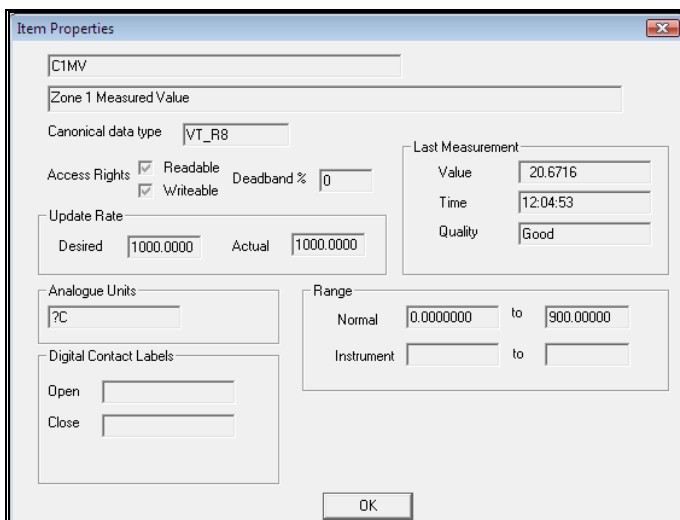 Item Properties
C1MV
Zone 1 Measured Value
Canonical data type VT_R8
Access Rights Readable Deadband % 0
Writeable
Last Measurement
Value 20.6716
Time 12:04:53
Quality Good
Update Rate
Desired 1000.0000 Actual 1000.0000
Analogue Units
?C
Range
Normal 0.0000000 to 900.00000
Instrument to
Digital Contact Labels
Open
Close
OK